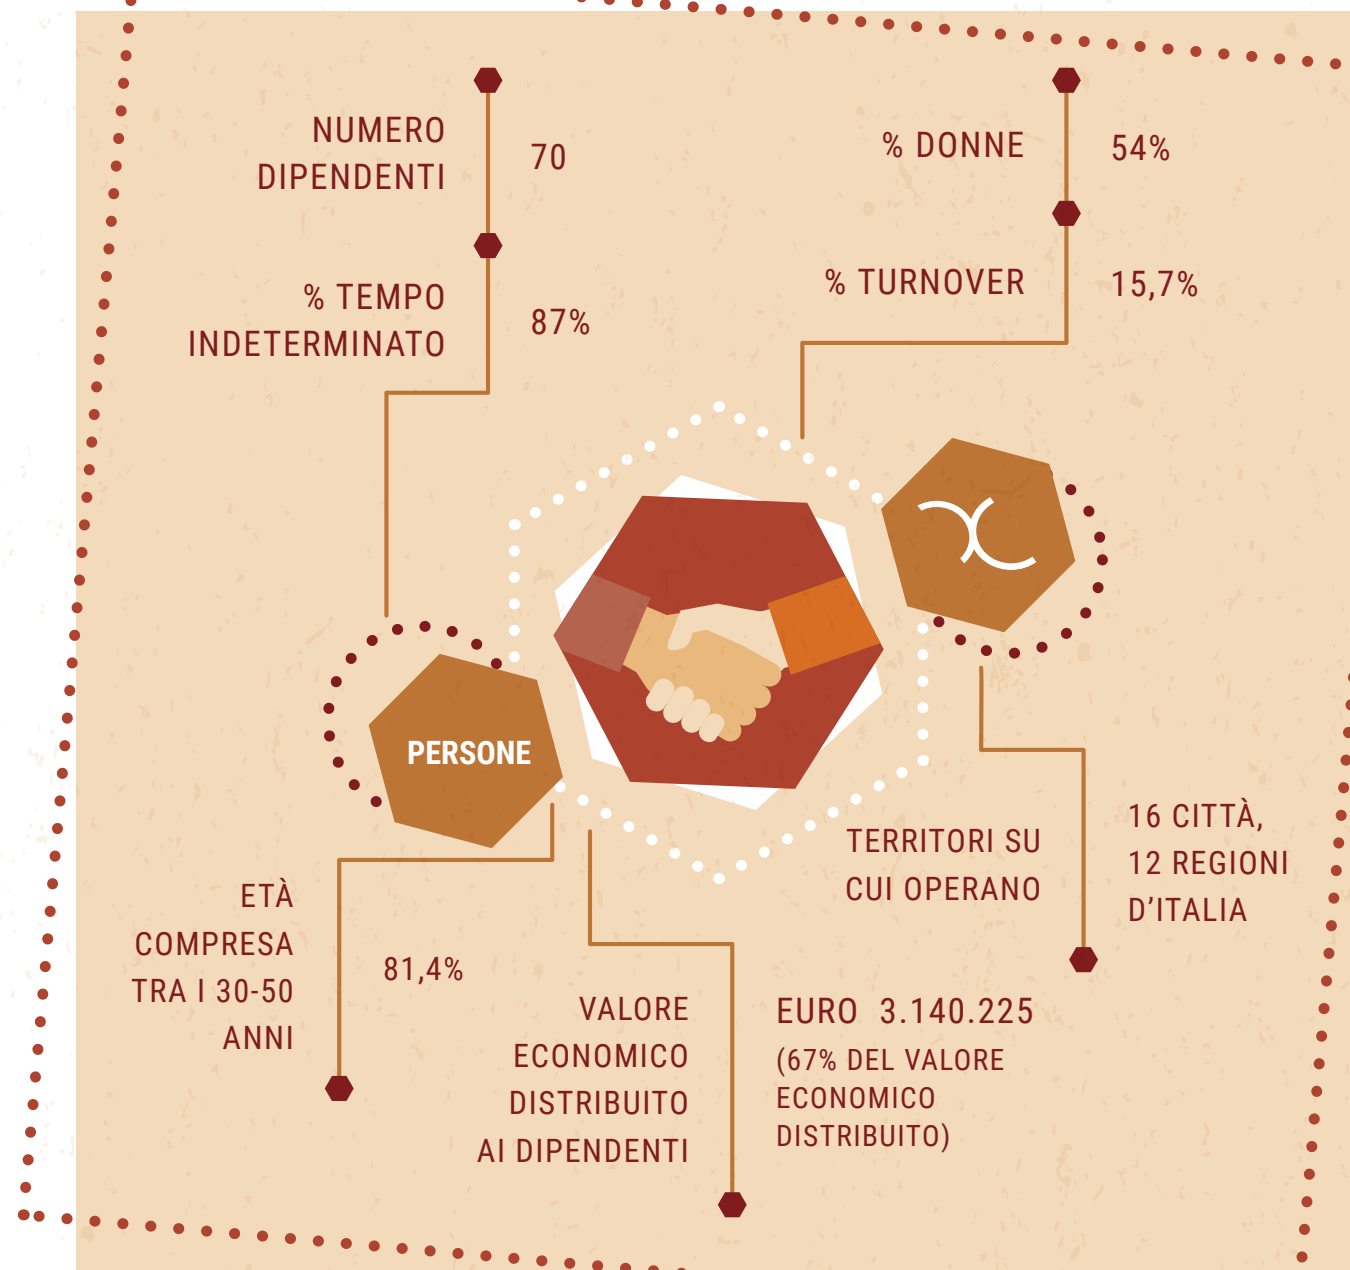 NUMERO
DIPENDENTI
70
% TEMPO
INDETERMINATO
87%
% DONNE
54%
% TURNOVER
15,7%
PERSONE
TERRITORI SU
CUI OPERANO
16 CITTÀ,
12 REGIONI
D’ITALIA
ETÀ
COMPRESA
TRA I 30-50
ANNI
81,4%
VALORE
ECONOMICO
DISTRIBUITO
AI DIPENDENTI
EURO 3.140.225
(67% DEL VALORE
ECONOMICO
DISTRIBUITO)